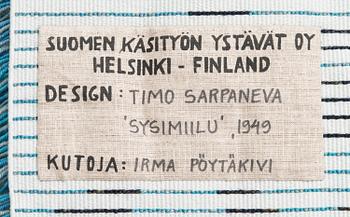 SUOMEN KÄSITYÖN YSTÄVÄT OY
HELSINKI - FINLAND
DESIGN: TIMO SARPANEVA
'SYSIMIILU', 1949
KUTOJA: IRMA PÖYTÄKIVI